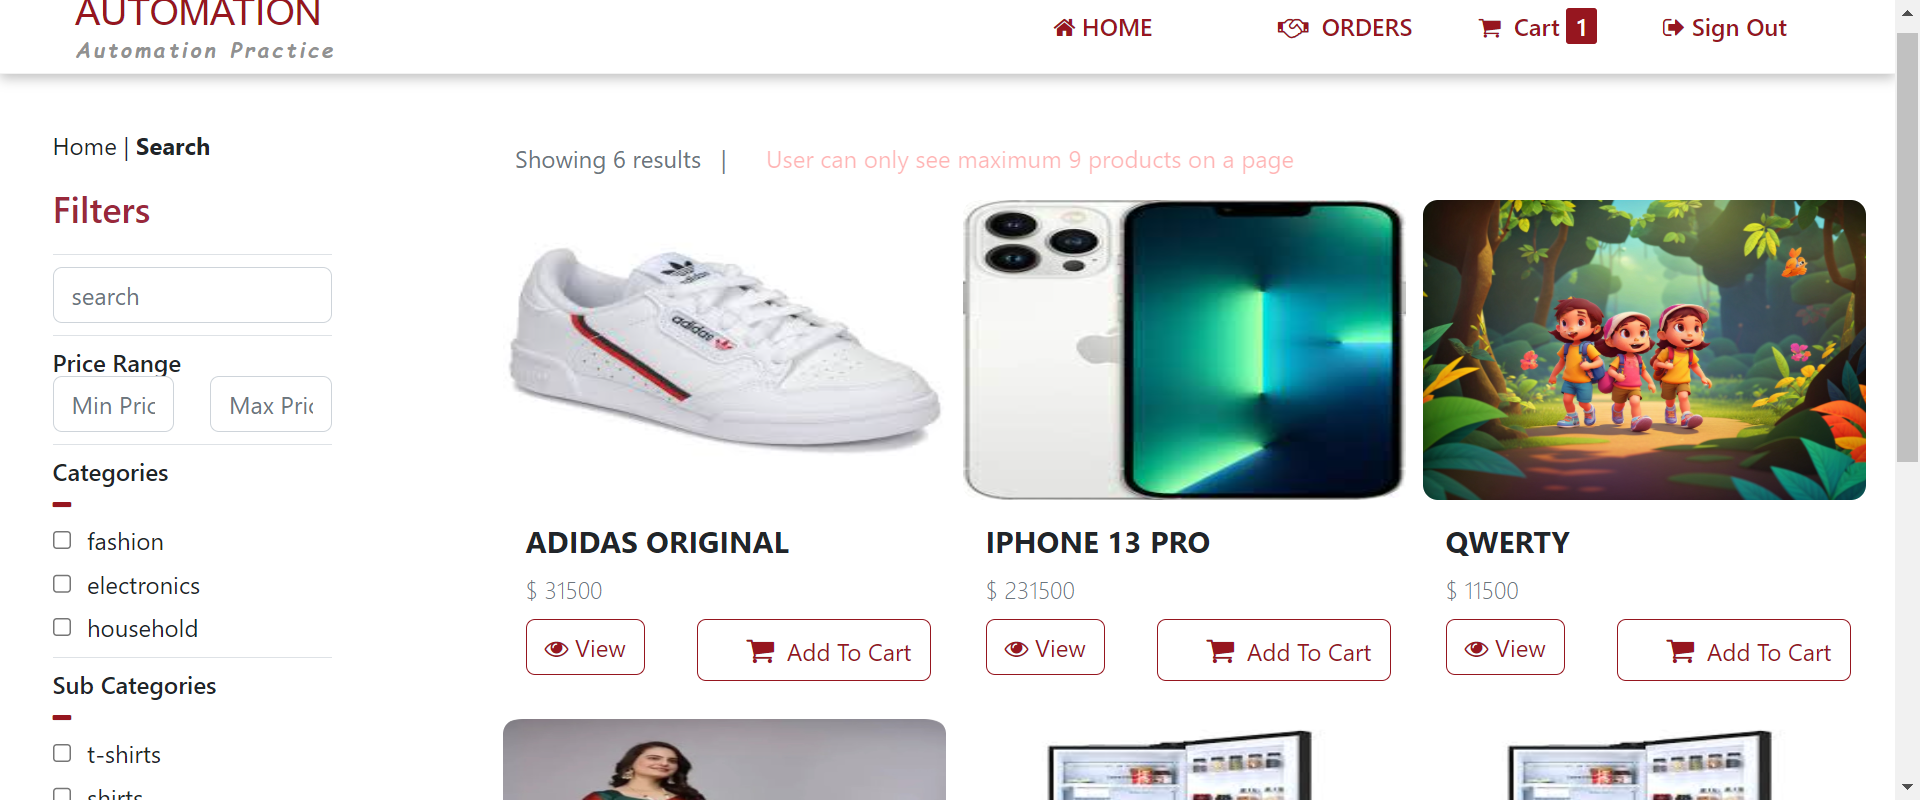 AUTOMATION
Automation Practice
HOME
ORDERS
Cart 1
Sign Out
Home | Search
Showing 6 results |
User can only see maximum 9 products on a page
Filters
search
Price Range
Min Pric
Max Pric
Categories
fashion
electronics
household
Sub Categories
t-shirts
shirts
adidas
adidas
ADIDAS ORIGINAL
$ 31500
View
Add To Cart
IPHONE 13 PRO
$ 231500
View
Add To Cart
QWERTY
$ 11500
View
Add To Cart